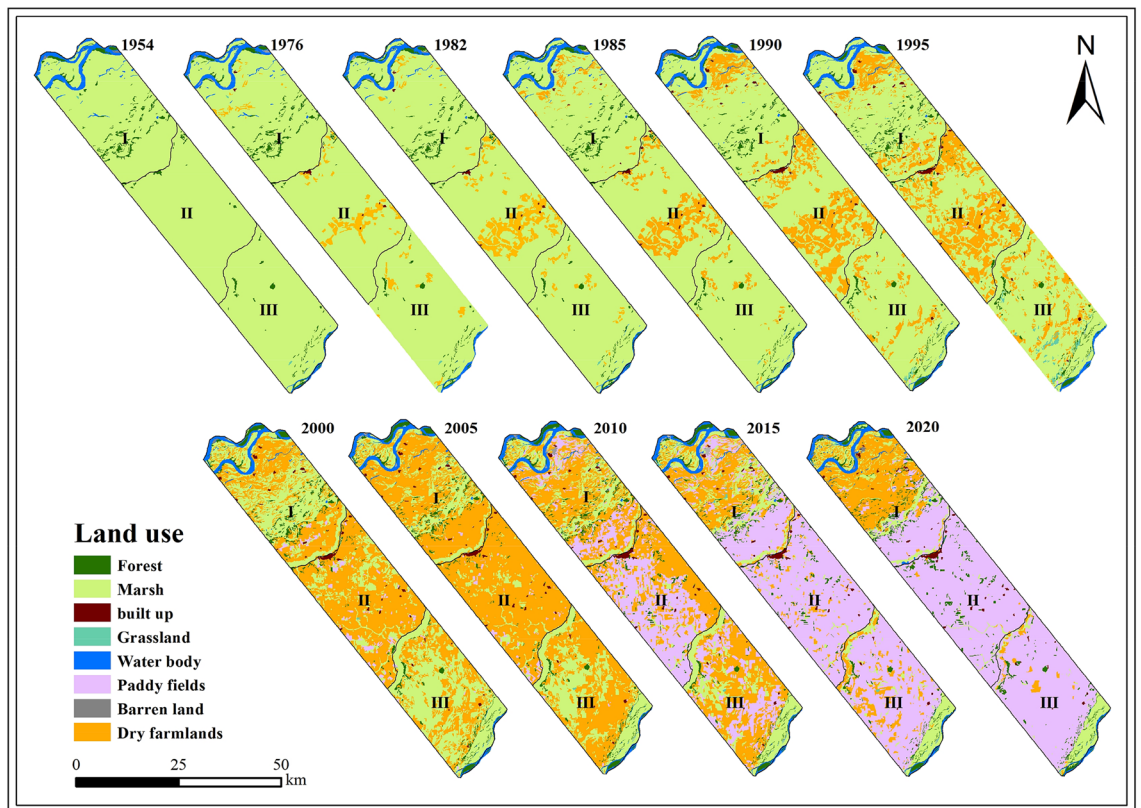 1954
1976
1982
1985
1990
1995
N
I
I
I
I
I
I
II
II
II
II
II
II
III
III
III
III
III
III
2000
2005
2010
2015
2020
I
I
I
I
I
II
II
II
II
II
III
III
III
III
III
Land use
Forest
Marsh
built up
Grassland
Water body
Paddy fields
Barren land
Dry farmlands
0 25 50
km